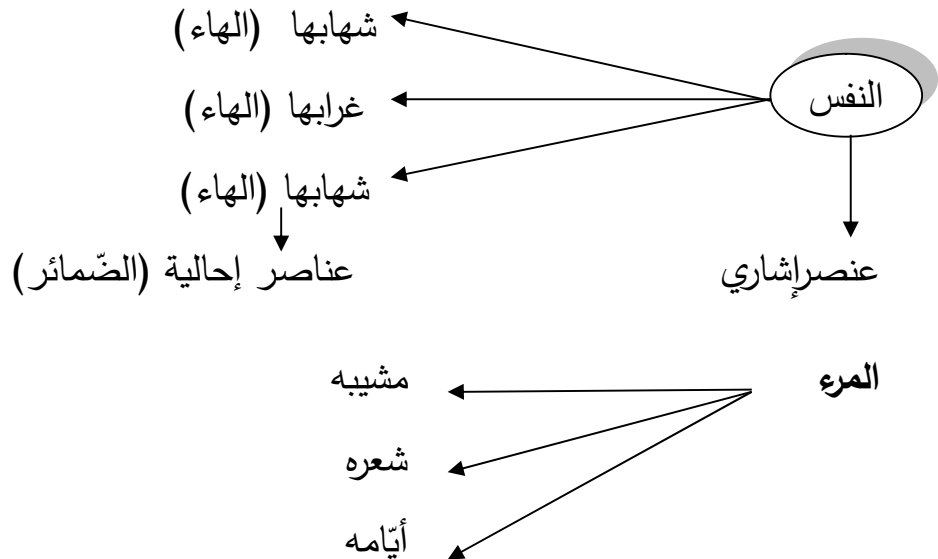 شهابها (الهاء)
النفس
غرابها (الهاء)
شهابها (الهاء)
عنصرإشاري
عناصر إحالية (الضّمائر)
المرء
مشيبه
شعره
أيّامه